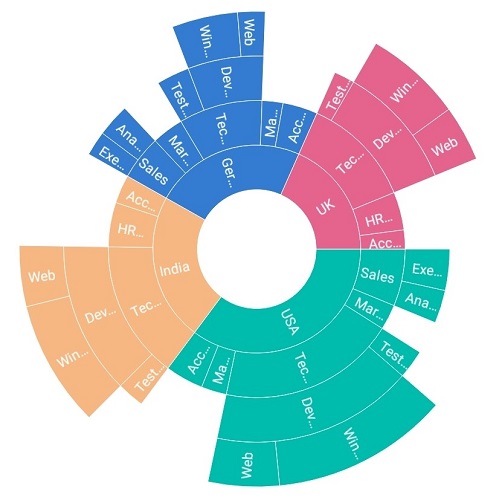 Win...
Web
Test...
Dev...
Tec...
Ma...
Acc...
Mar...
Ger...
Ana...
Exe...
Sales
Win...
Web
Test...
Dev...
Tec...
UK
HR...
Acc...
Acc...
HR...
India
Tec...
Dev...
Web
Win...
Test...
USA
Sales
Exe...
Ana...
Mar...
Tec...
Test...
Dev...
Win...
Web
Ma...
Acc...